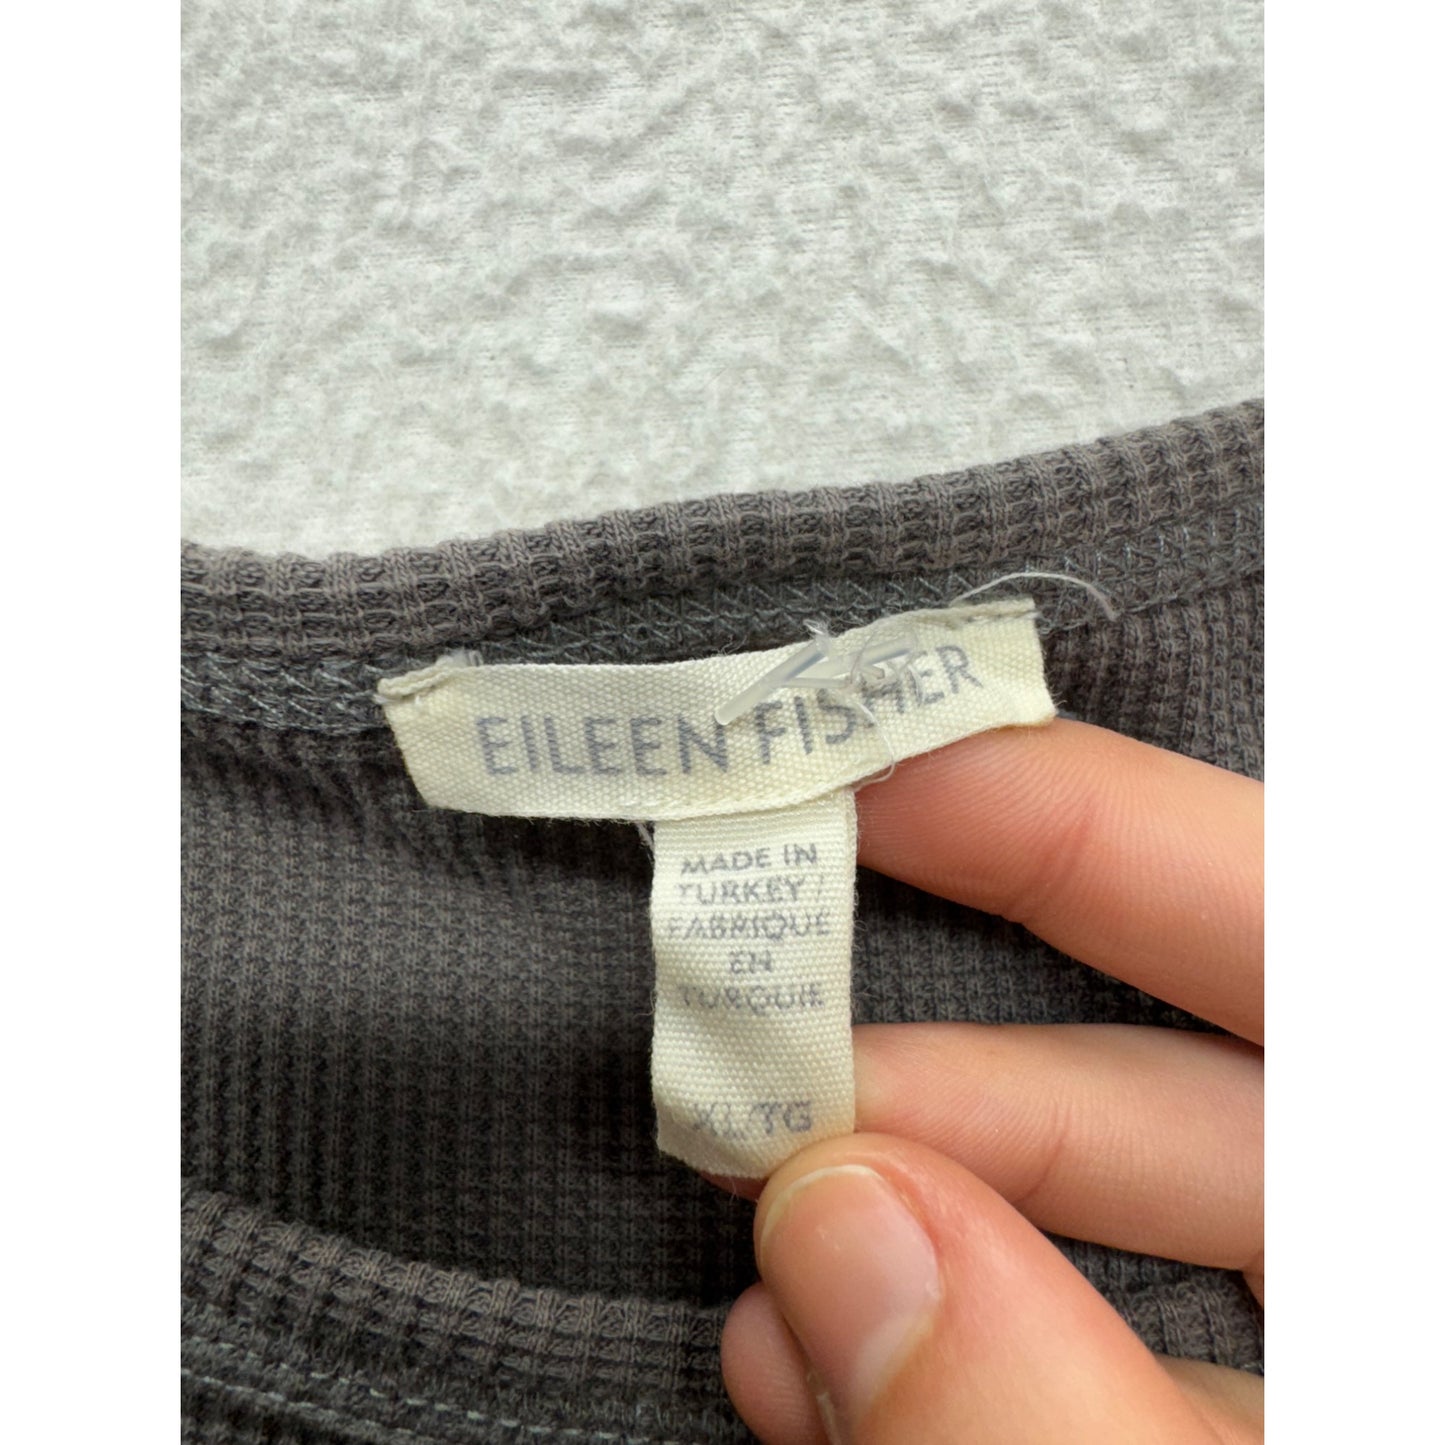 EILEEN FISHER
MADE IN
TURKEY /
FABRIQUE
EN
TURQUIE
XL/TG